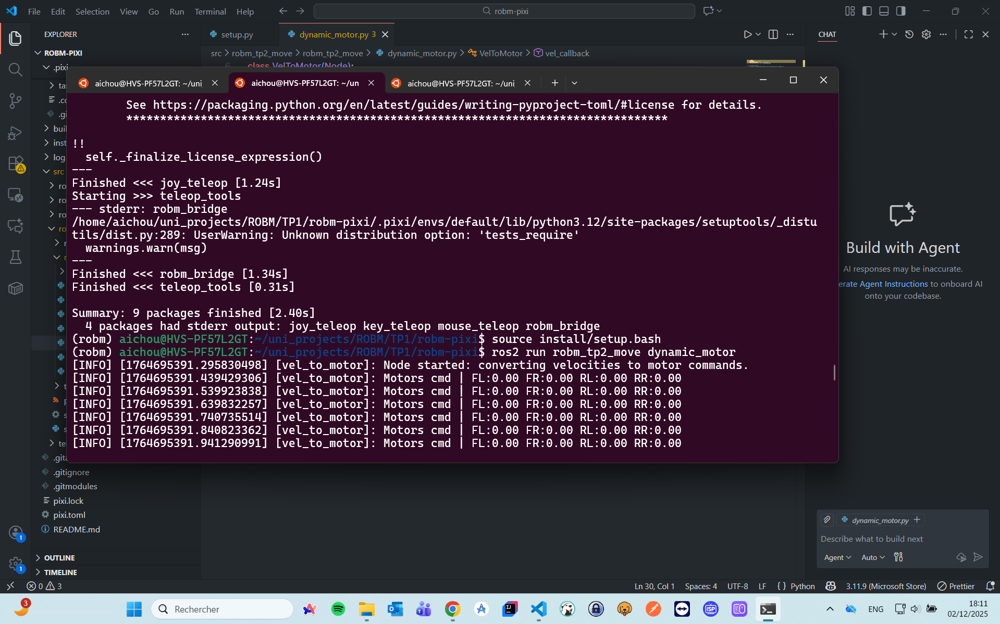 File Edit Selection View Go Run Terminal Help
robm-pixi
EXPLORER
setup.py
dynamic_motor.py 3
CHAT
ROBM-PIXI
src > robm_tp2_move > robm_tp2_move > dynamic_motor.py > VelToMotor > vel_callback
.pixi
6 class VelToMotor(Node):
aichou@HVS-PF57L2GT: ~/uni
aichou@HVS-PF57L2GT: ~/un
aichou@HVS-PF57L2GT: ~/uni
See https://packaging.python.org/en/latest/guides/writing-pyproject-toml/#license for details.
********************************************************************************
!!
self._finalize_license_expression()
---
Finished <<< joy_teleop [1.24s]
Starting >>> teleop_tools
--- stderr: robm_bridge
/home/aichou/uni_projects/ROBM/TP1/robm-pixi/.pixi/envs/default/lib/python3.12/site-packages/setuptools/_distu
tils/dist.py:289: UserWarning: Unknown distribution option: 'tests_require'
warnings.warn(msg)
---
Finished <<< robm_bridge [1.34s]
Finished <<< teleop_tools [0.31s]
Summary: 9 packages finished [2.40s]
4 packages had stderr output: joy_teleop key_teleop mouse_teleop robm_bridge
(robm) aichou@HVS-PF57L2GT:~/uni_projects/ROBM/TP1/robm-pixi$ source install/setup.bash
(robm) aichou@HVS-PF57L2GT:~/uni_projects/ROBM/TP1/robm-pixi$ ros2 run robm_tp2_move dynamic_motor
[INFO] [1764695391.295830498] [vel_to_motor]: Node started: converting velocities to motor commands.
[INFO] [1764695391.439429306] [vel_to_motor]: Motors cmd | FL:0.00 FR:0.00 RL:0.00 RR:0.00
[INFO] [1764695391.539923838] [vel_to_motor]: Motors cmd | FL:0.00 FR:0.00 RL:0.00 RR:0.00
[INFO] [1764695391.639832257] [vel_to_motor]: Motors cmd | FL:0.00 FR:0.00 RL:0.00 RR:0.00
[INFO] [1764695391.740735514] [vel_to_motor]: Motors cmd | FL:0.00 FR:0.00 RL:0.00 RR:0.00
[INFO] [1764695391.840823362] [vel_to_motor]: Motors cmd | FL:0.00 FR:0.00 RL:0.00 RR:0.00
[INFO] [1764695391.941290991] [vel_to_motor]: Motors cmd | FL:0.00 FR:0.00 RL:0.00 RR:0.00
log
src
.gitignore
.gitmodules
pixi.lock
pixi.toml
README.md
OUTLINE
TIMELINE
Build with Agent
AI responses may be inaccurate.
Agent Instructions to onboard AI
onto your codebase.
dynamic_motor.py
Describe what to build next
Agent Auto
1
1
0 3
Ln 30, Col 1 Spaces: 4 UTF-8 LF { } Python 3.11.9 (Microsoft Store) Prettier
3
Rechercher
ISP
ENG
18:11
02/12/2025